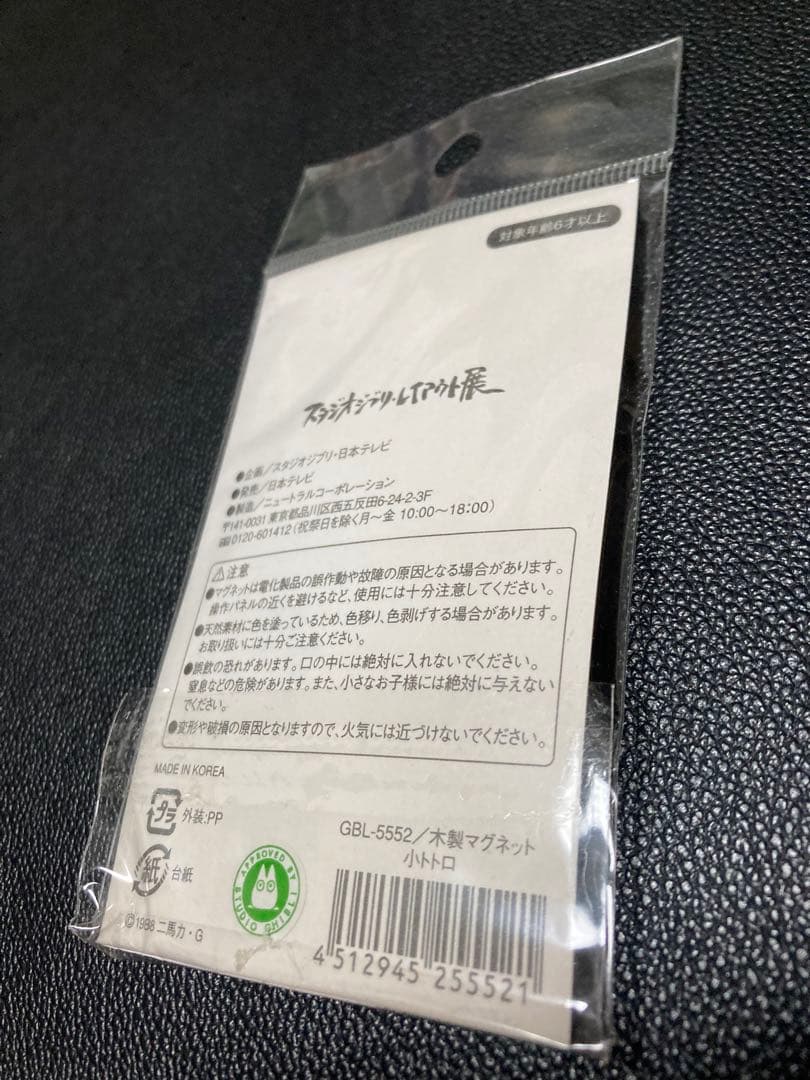 対象年齢6才以上
スタジオジブリ・レイアウト展
●企画／スタジオジブリ・日本テレビ
●発売／日本テレビ
●製造／ニュートラルコーポレーション
〒141-0031 東京都品川区西五反田6-24-2-3F
0120-601412（祝祭日を除く月〜金 10:00〜18:00）
⚠注意
●マグネットは電化製品の誤作動や故障の原因となる場合があります。
操作パネルの近くを避けるなど、使用には十分注意してください。
●天然素材に色を塗っているため、色移り、色剥げする場合があります。
お取り扱いには十分ご注意ください。
●誤飲の恐れがあります。口の中には絶対に入れないでください。
窒息などの危険があります。また、小さなお子様には絶対に与えない
でください。
●変形や破損の原因となりますので、火気には近づけないでください。
MADE IN KOREA
プラ 外装:PP
紙 台紙
APPROVED BY STUDIO GHIBLI
©1998 二馬力・G
GBL-5552／木製マグネット
小トトロ
4 512945 255521